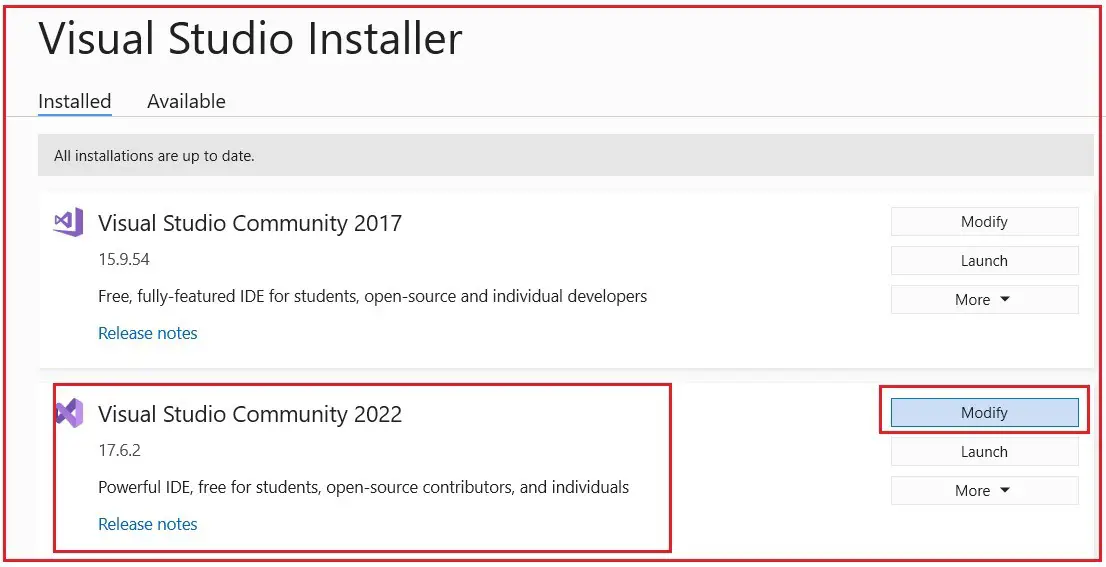 Visual Studio Installer
Installed Available
All installations are up to date.
Visual Studio Community 2017
Modify
15.9.54
Launch
Free, fully-featured IDE for students, open-source and individual developers
More
Release notes
Visual Studio Community 2022
Modify
17.6.2
Launch
Powerful IDE, free for students, open-source contributors, and individuals
More
Release notes